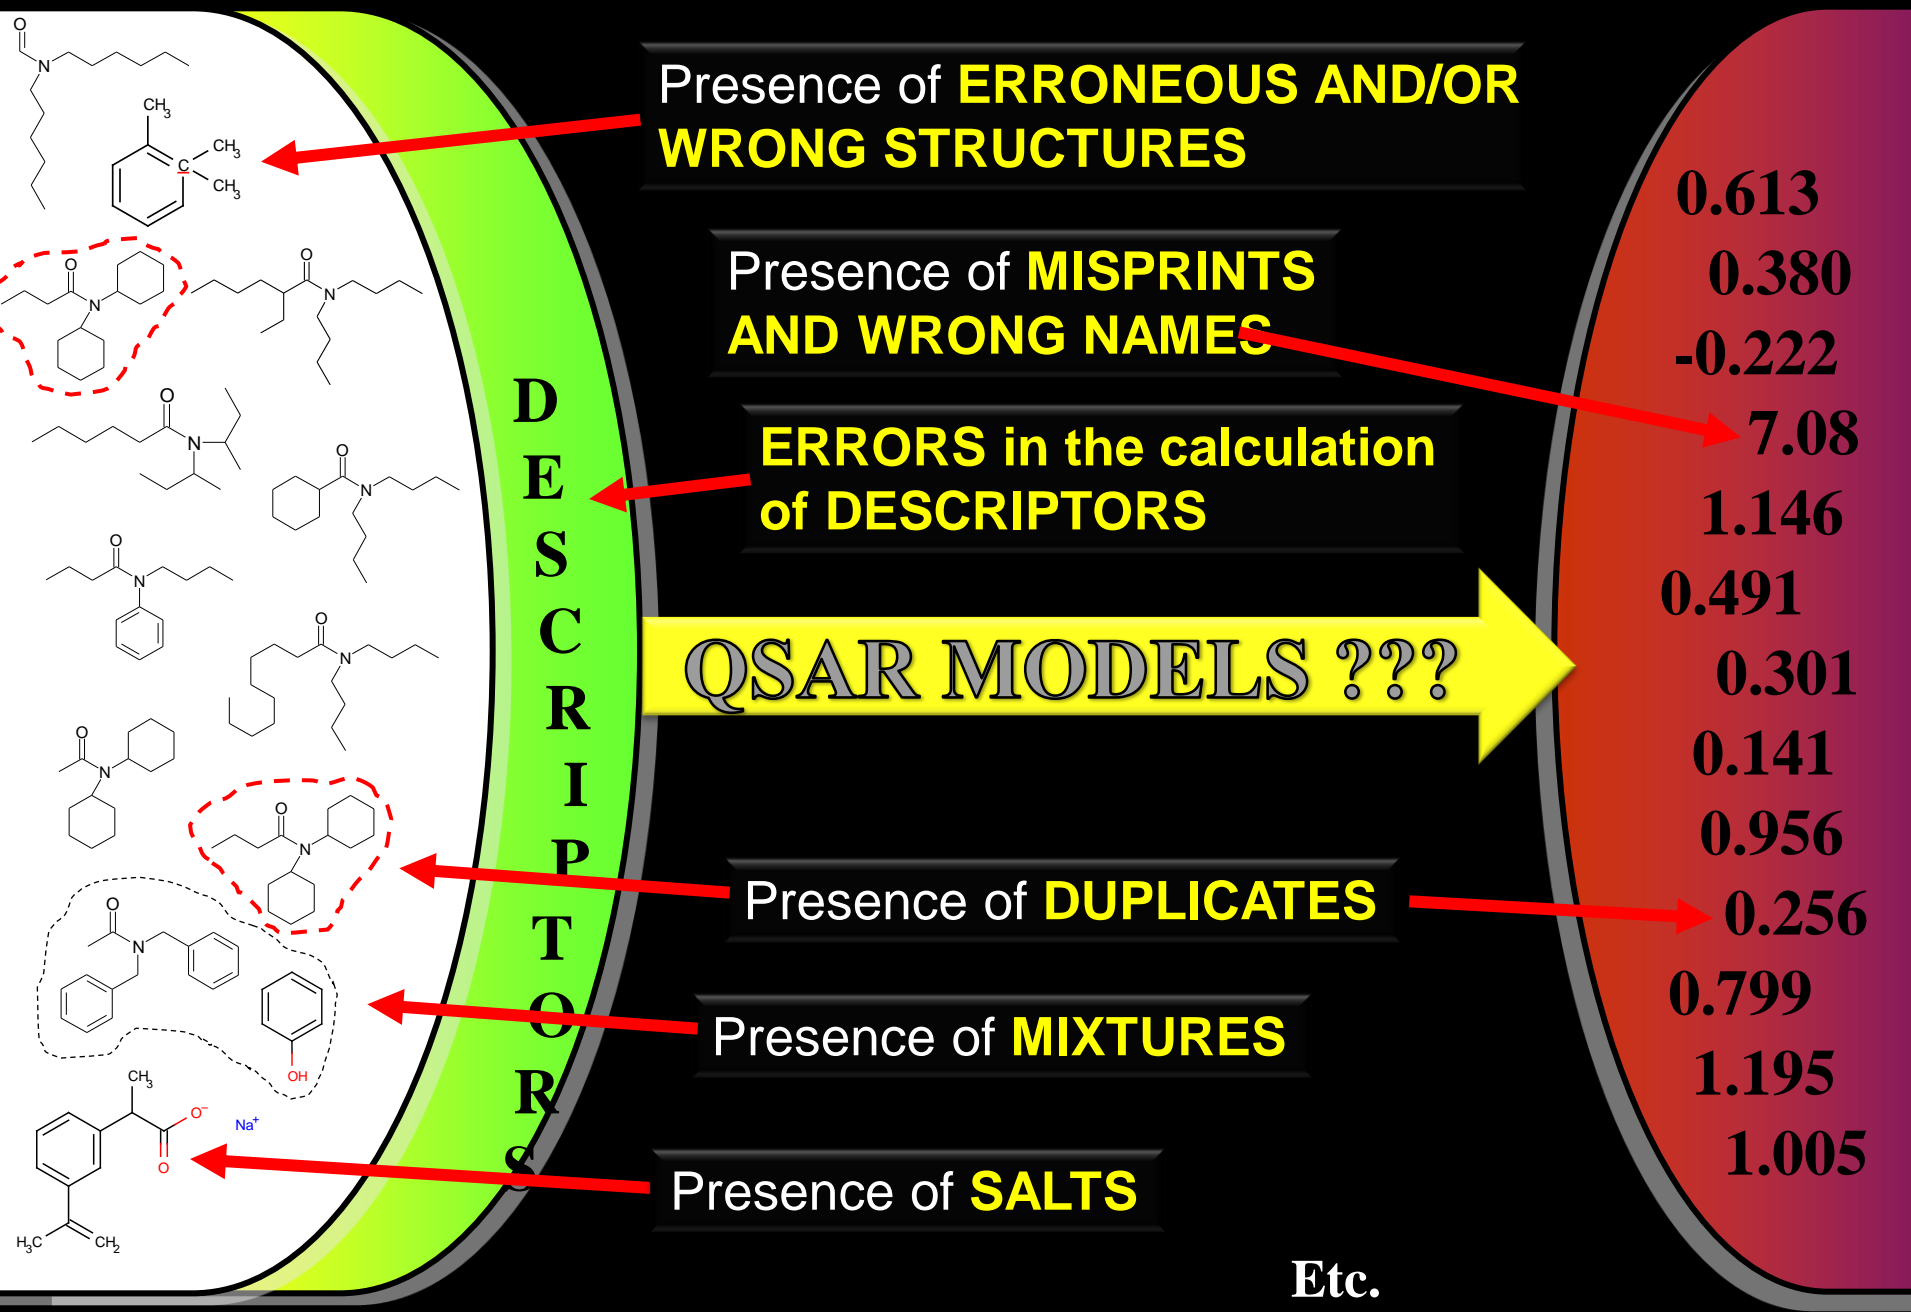 Presence of ERRONEOUS AND/OR
WRONG STRUCTURES
Presence of MISPRINTS
AND WRONG NAMES
ERRORS in the calculation
of DESCRIPTORS
QSAR MODELS ???
Presence of DUPLICATES
Presence of MIXTURES
Presence of SALTS
Etc.
D
E
S
C
R
I
P
T
O
R
S
0.613
0.380
-0.222
7.08
1.146
0.491
0.301
0.141
0.956
0.256
0.799
1.195
1.005
O
N
CH3
C
CH3
CH3
O
N
O
N
O
N
O
N
O
N
O
N
O
N
O
N
O
N
OH
CH3
O−
Na+
O
H3C
CH2